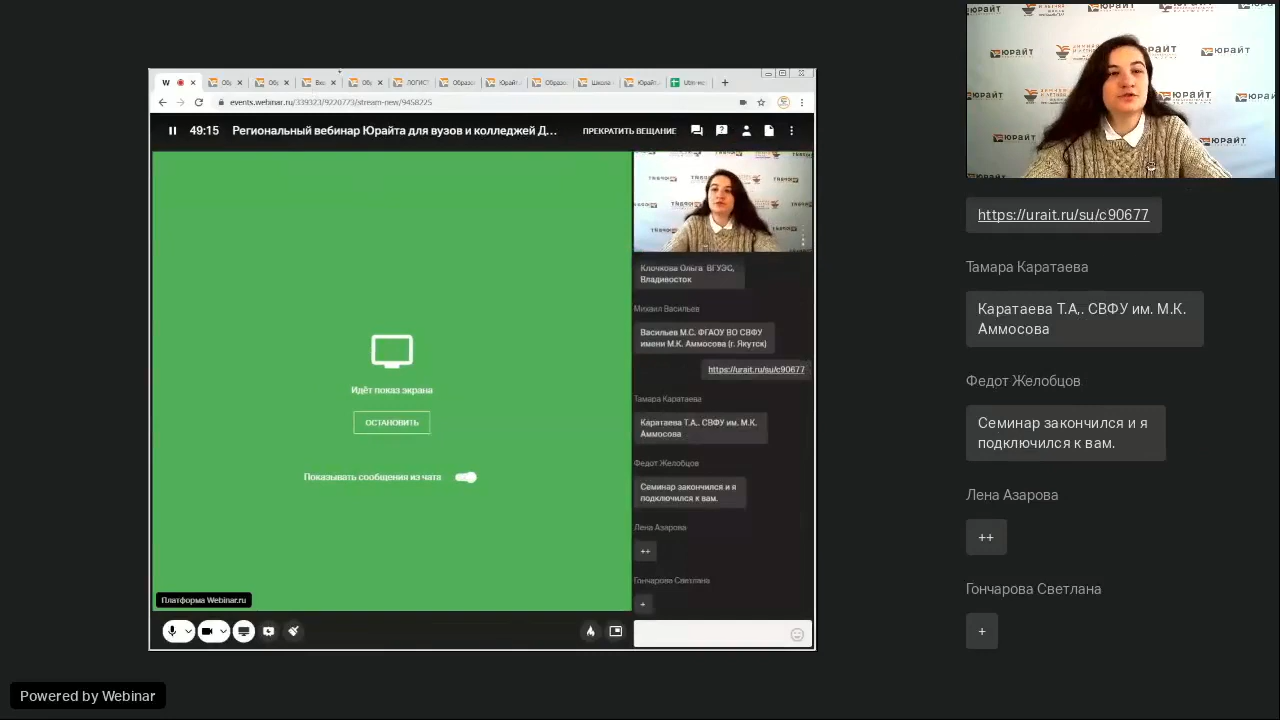 events.webinar.ru/339323/9220773/stream-new/9458225
49:15
Региональный вебинар Юрайта для вузов и колледжей Д...
ПРЕКРАТИТЬ ВЕЩАНИЕ
Идёт показ экрана
ОСТАНОВИТЬ
Показывать сообщения из чата
Платформа Webinar.ru
Клочкова Ольга ВГУЭС,
Владивосток
Михаил Васильев
Васильев М.С. ФГАОУ ВО СВФУ
имени М.К. Аммосова (г. Якутск)
https://urait.ru/su/c90677
Тамара Каратаева
Каратаева Т.А,. СВФУ им. М.К.
Аммосова
Федот Желобцов
Семинар закончился и я
подключился к вам.
Лена Азарова
++
Гончарова Светлана
+
ЮРАЙТ
https://urait.ru/su/c90677
Тамара Каратаева
Каратаева Т.А,. СВФУ им. М.К.
Аммосова
Федот Желобцов
Семинар закончился и я
подключился к вам.
Лена Азарова
++
Гончарова Светлана
+
Powered by Webinar